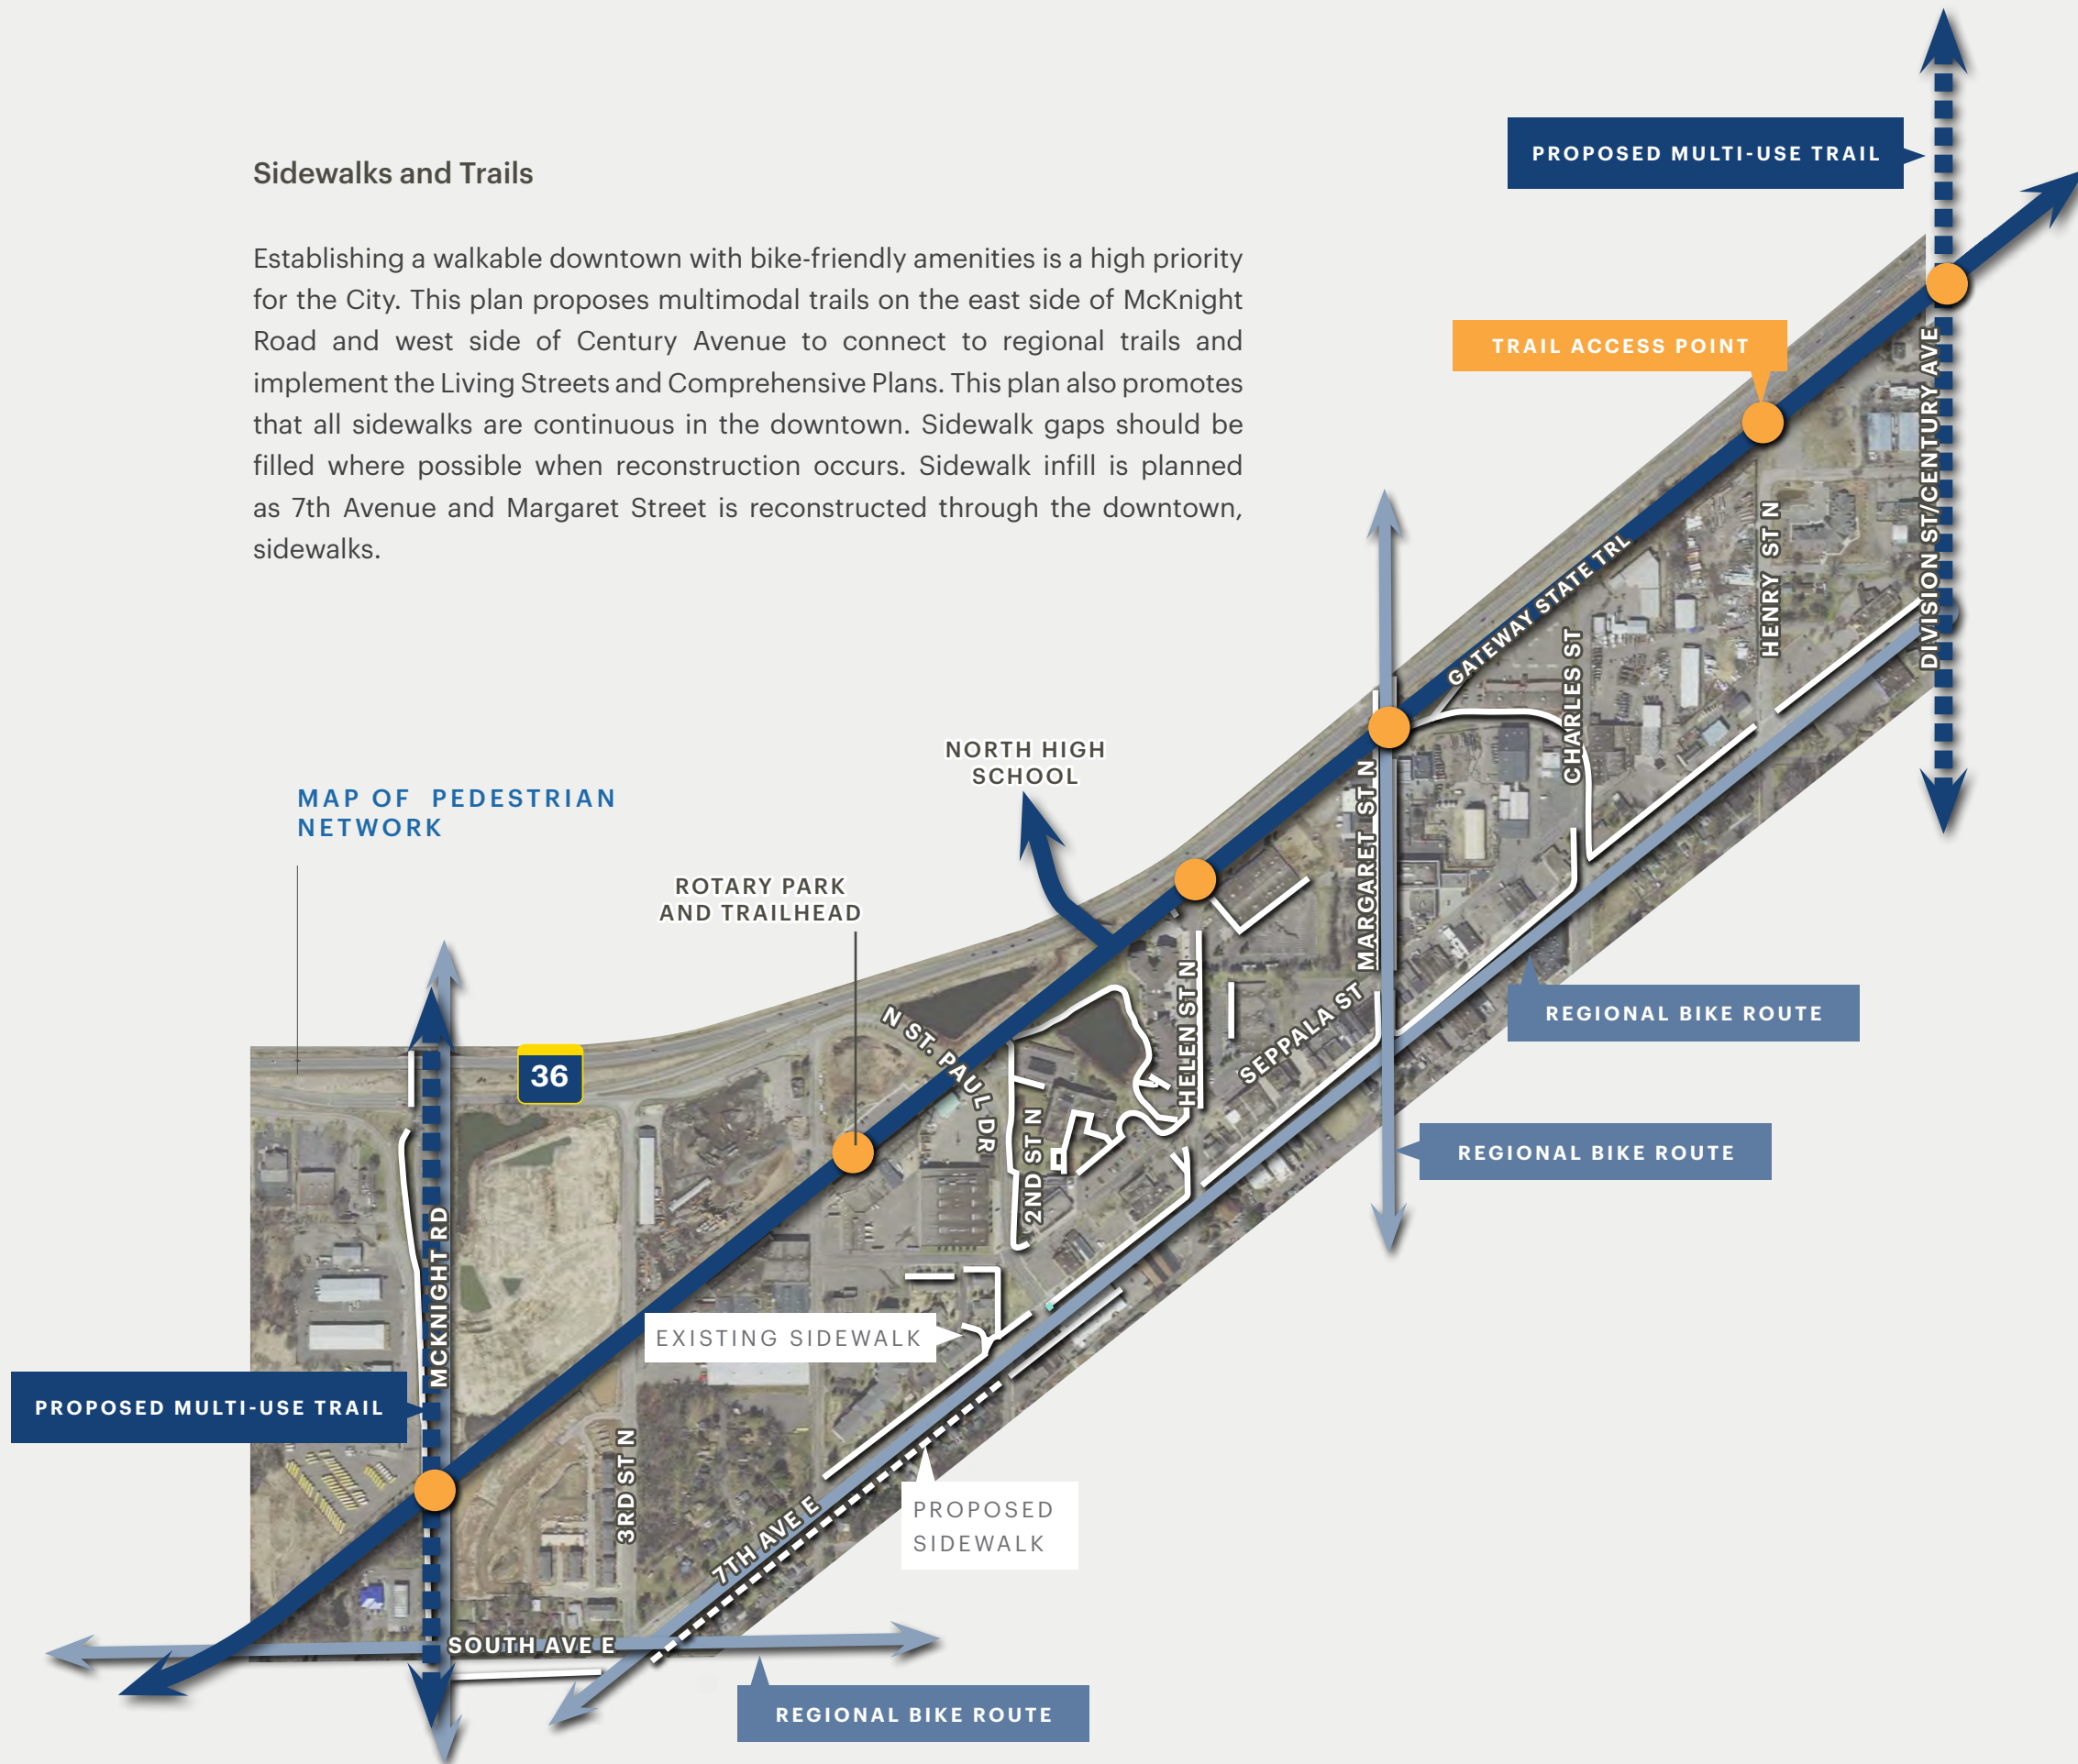 Sidewalks and Trails
Establishing a walkable downtown with bike-friendly amenities is a high priority
for the City. This plan proposes multimodal trails on the east side of McKnight
Road and west side of Century Avenue to connect to regional trails and
implement the Living Streets and Comprehensive Plans. This plan also promotes
that all sidewalks are continuous in the downtown. Sidewalk gaps should be
filled where possible when reconstruction occurs. Sidewalk infill is planned
as 7th Avenue and Margaret Street is reconstructed through the downtown,
sidewalks.
PROPOSED MULTI-USE TRAIL
TRAIL ACCESS POINT
DIVISION ST/CENTURY AVE
HENRY ST N
GATEWAY STATE TRL
CHARLES ST
NORTH HIGH
SCHOOL
MARGARET ST N
MAP OF PEDESTRIAN
NETWORK
ROTARY PARK
AND TRAILHEAD
HELEN ST N
SEPPALA ST
REGIONAL BIKE ROUTE
N ST. PAUL DR
36
2ND ST N
REGIONAL BIKE ROUTE
MCKNIGHT RD
EXISTING SIDEWALK
PROPOSED MULTI-USE TRAIL
3RD ST N
7TH AVE E
PROPOSED
SIDEWALK
SOUTH AVE E
REGIONAL BIKE ROUTE